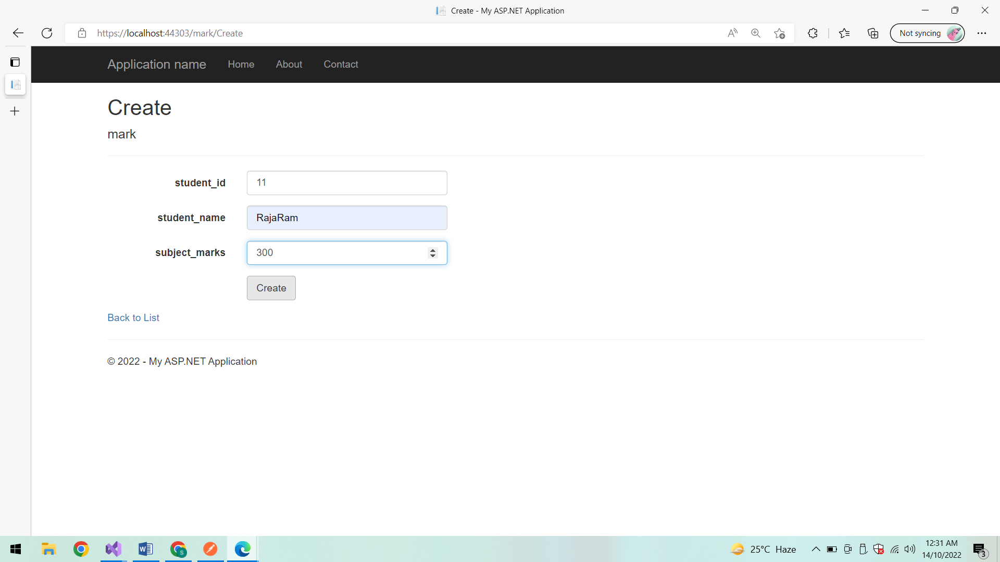 Create - My ASP.NET Application
https://localhost:44303/mark/Create
Not syncing
Application name Home About Contact
Create
mark
student_id 11
student_name RajaRam
subject_marks 300
Create
Back to List
© 2022 - My ASP.NET Application
25°C Haze
12:31 AM
14/10/2022
3